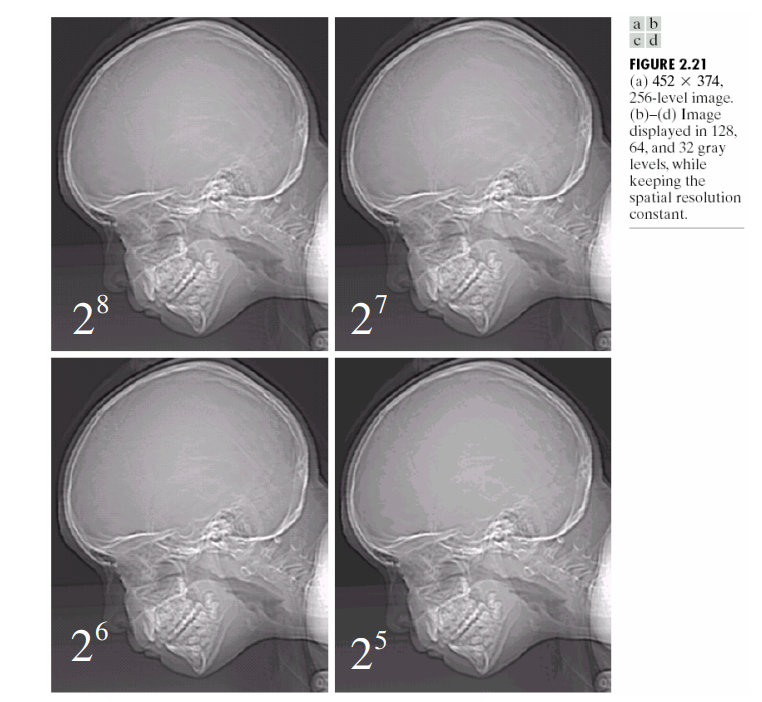 a b
c d
FIGURE 2.21
(a) 452 × 374,
256-level image.
(b)–(d) Image
displayed in 128,
64, and 32 gray
levels, while
keeping the
spatial resolution
constant.
2⁸
2⁷
2⁶
2⁵